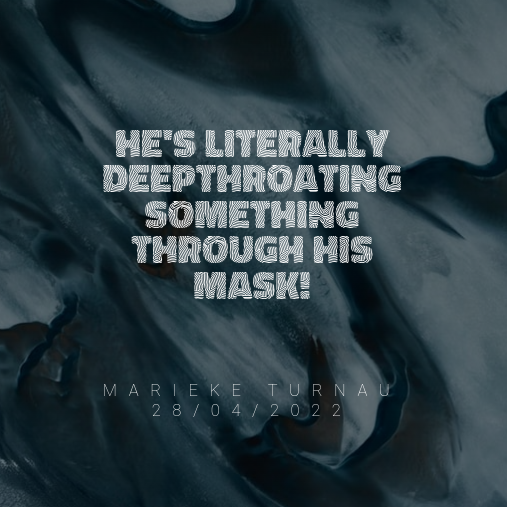 HE'S LITERALLY
DEEPTHROATING
SOMETHING
THROUGH HIS
MASK!
MARIEKE TURNAU
28/04/2022